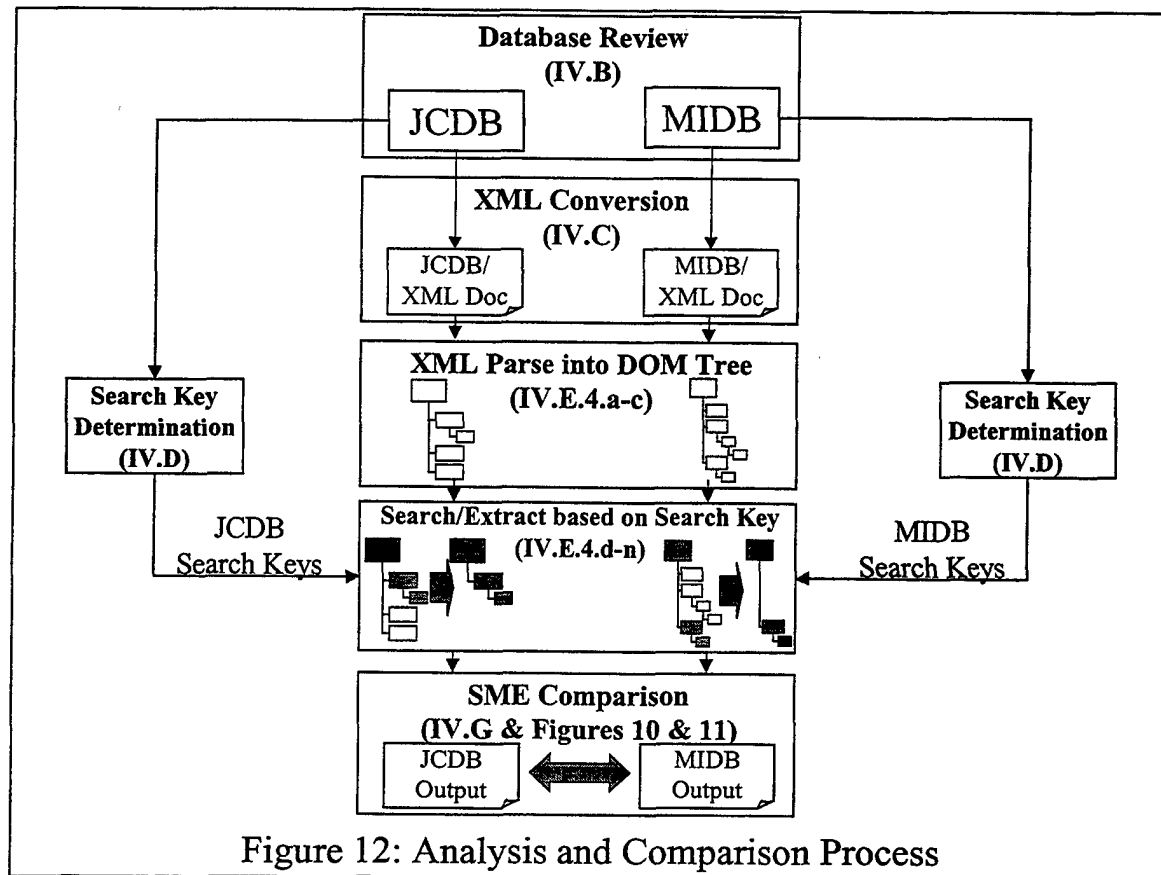 Database Review
(IV.B)
JCDB
MIDB
XML Conversion
(IV.C)
JCDB/
XML Doc
MIDB/
XML Doc
XML Parse into DOM Tree
(IV.E.4.a-c)
Search Key
Determination
(IV.D)
Search Key
Determination
(IV.D)
Search/Extract based on Search Key
(IV.E.4.d-n)
JCDB
Search Keys
MIDB
Search Keys
SME Comparison
(IV.G & Figures 10 & 11)
JCDB
Output
MIDB
Output
Figure 12: Analysis and Comparison Process